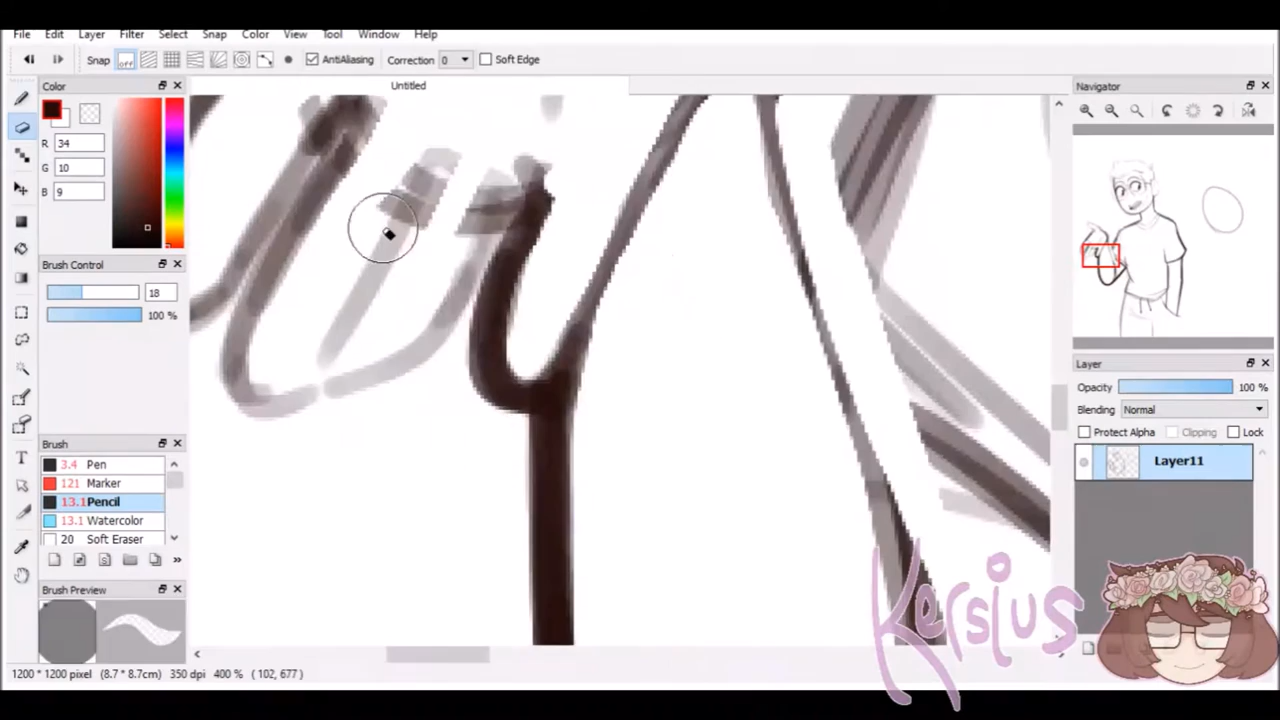 File Edit Layer Filter Select Snap Color View Tool Window Help
Snap off AntiAliasing Correction 0 Soft Edge
Color
Untitled
Navigator
R 34
G 10
B 9
Brush Control
18
100 %
Layer
Opacity 100 %
Blending Normal
Protect Alpha Clipping Lock
Layer11
Brush
3.4 Pen
121 Marker
13.1 Pencil
13.1 Watercolor
20 Soft Eraser
Brush Preview
1200 * 1200 pixel (8.7 * 8.7cm) 350 dpi 400 % ( 102, 677 )
Kersius